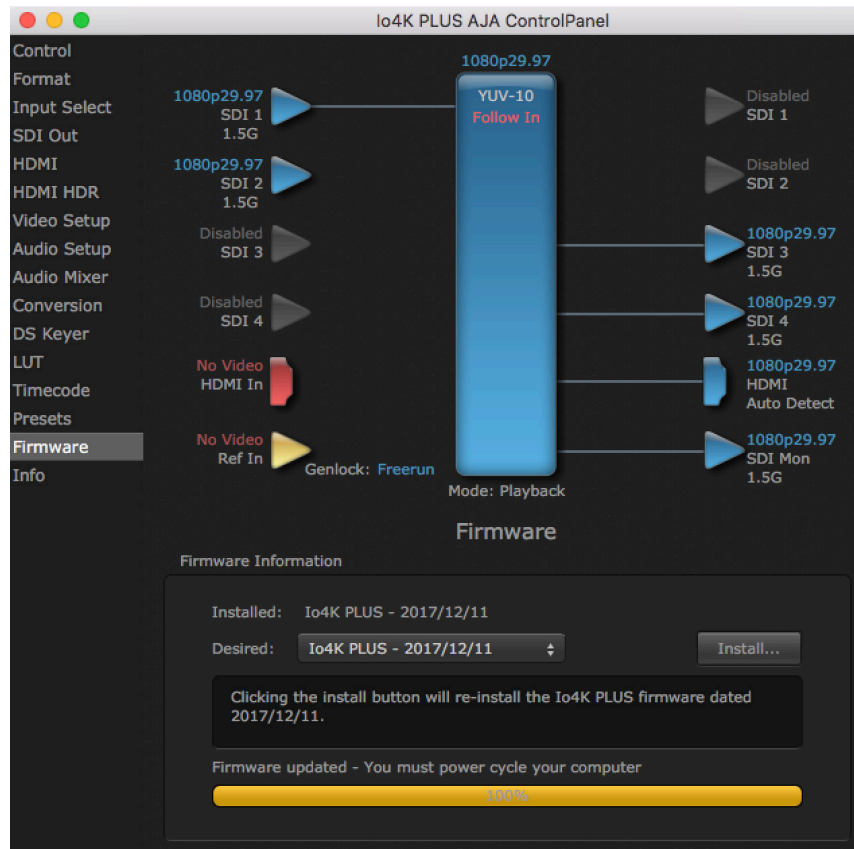 Io4K PLUS AJA ControlPanel
Control
Format
Input Select
SDI Out
HDMI
HDMI HDR
Video Setup
Audio Setup
Audio Mixer
Conversion
DS Keyer
LUT
Timecode
Presets
Firmware
Info
1080p29.97
YUV-10
Follow In
1080p29.97
SDI 1
1.5G
1080p29.97
SDI 2
1.5G
Disabled
SDI 3
Disabled
SDI 4
No Video
HDMI In
No Video
Ref In
Genlock: Freerun
Mode: Playback
Disabled
SDI 1
Disabled
SDI 2
1080p29.97
SDI 3
1.5G
1080p29.97
SDI 4
1.5G
1080p29.97
HDMI
Auto Detect
1080p29.97
SDI Mon
1.5G
Firmware
Firmware Information
Installed: Io4K PLUS - 2017/12/11
Desired: Io4K PLUS - 2017/12/11 Install...
Clicking the install button will re-install the Io4K PLUS firmware dated
2017/12/11.
Firmware updated - You must power cycle your computer
100%